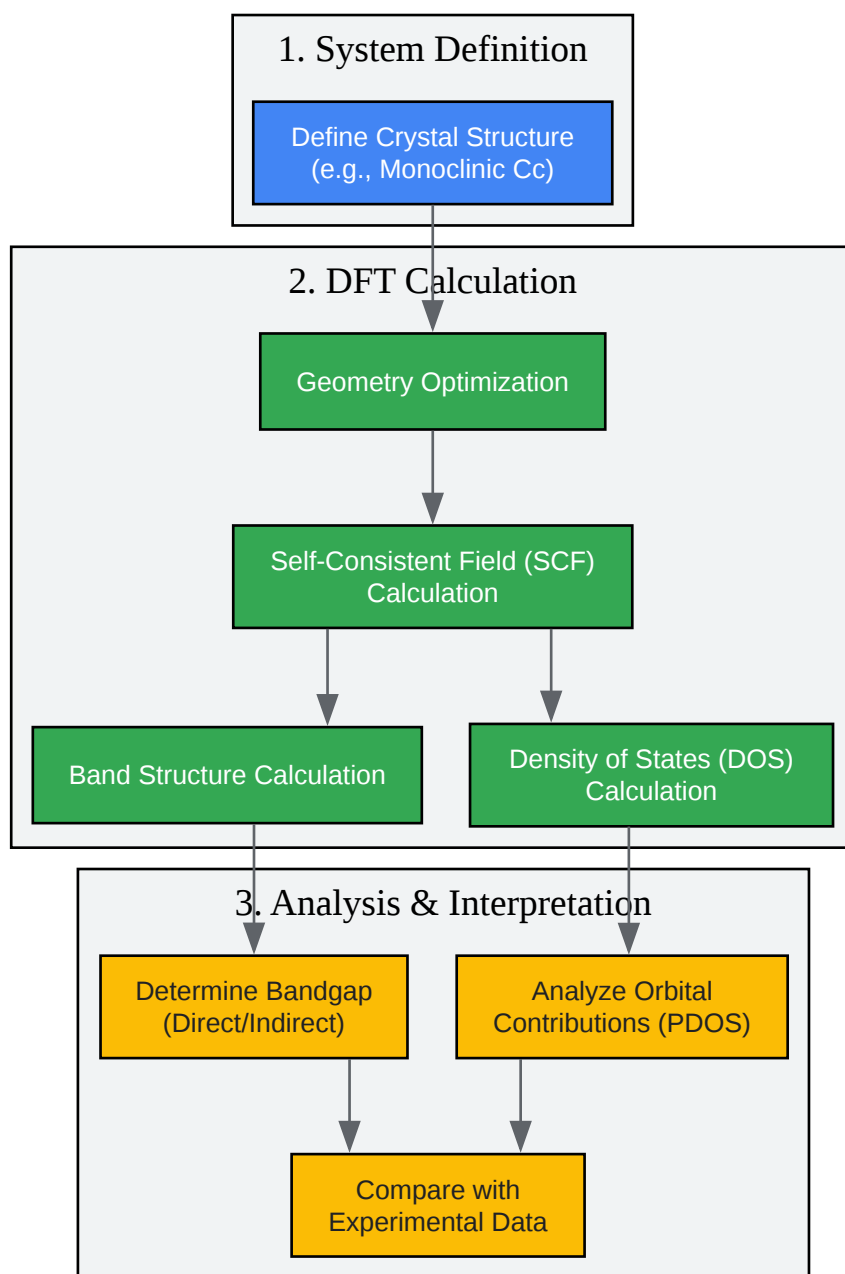 1. System Definition
Define Crystal Structure
(e.g., Monoclinic Cc)
2. DFT Calculation
Geometry Optimization
Self-Consistent Field (SCF)
Calculation
Band Structure Calculation
Density of States (DOS)
Calculation
3. Analysis & Interpretation
Determine Bandgap
(Direct/Indirect)
Analyze Orbital
Contributions (PDOS)
Compare with
Experimental Data